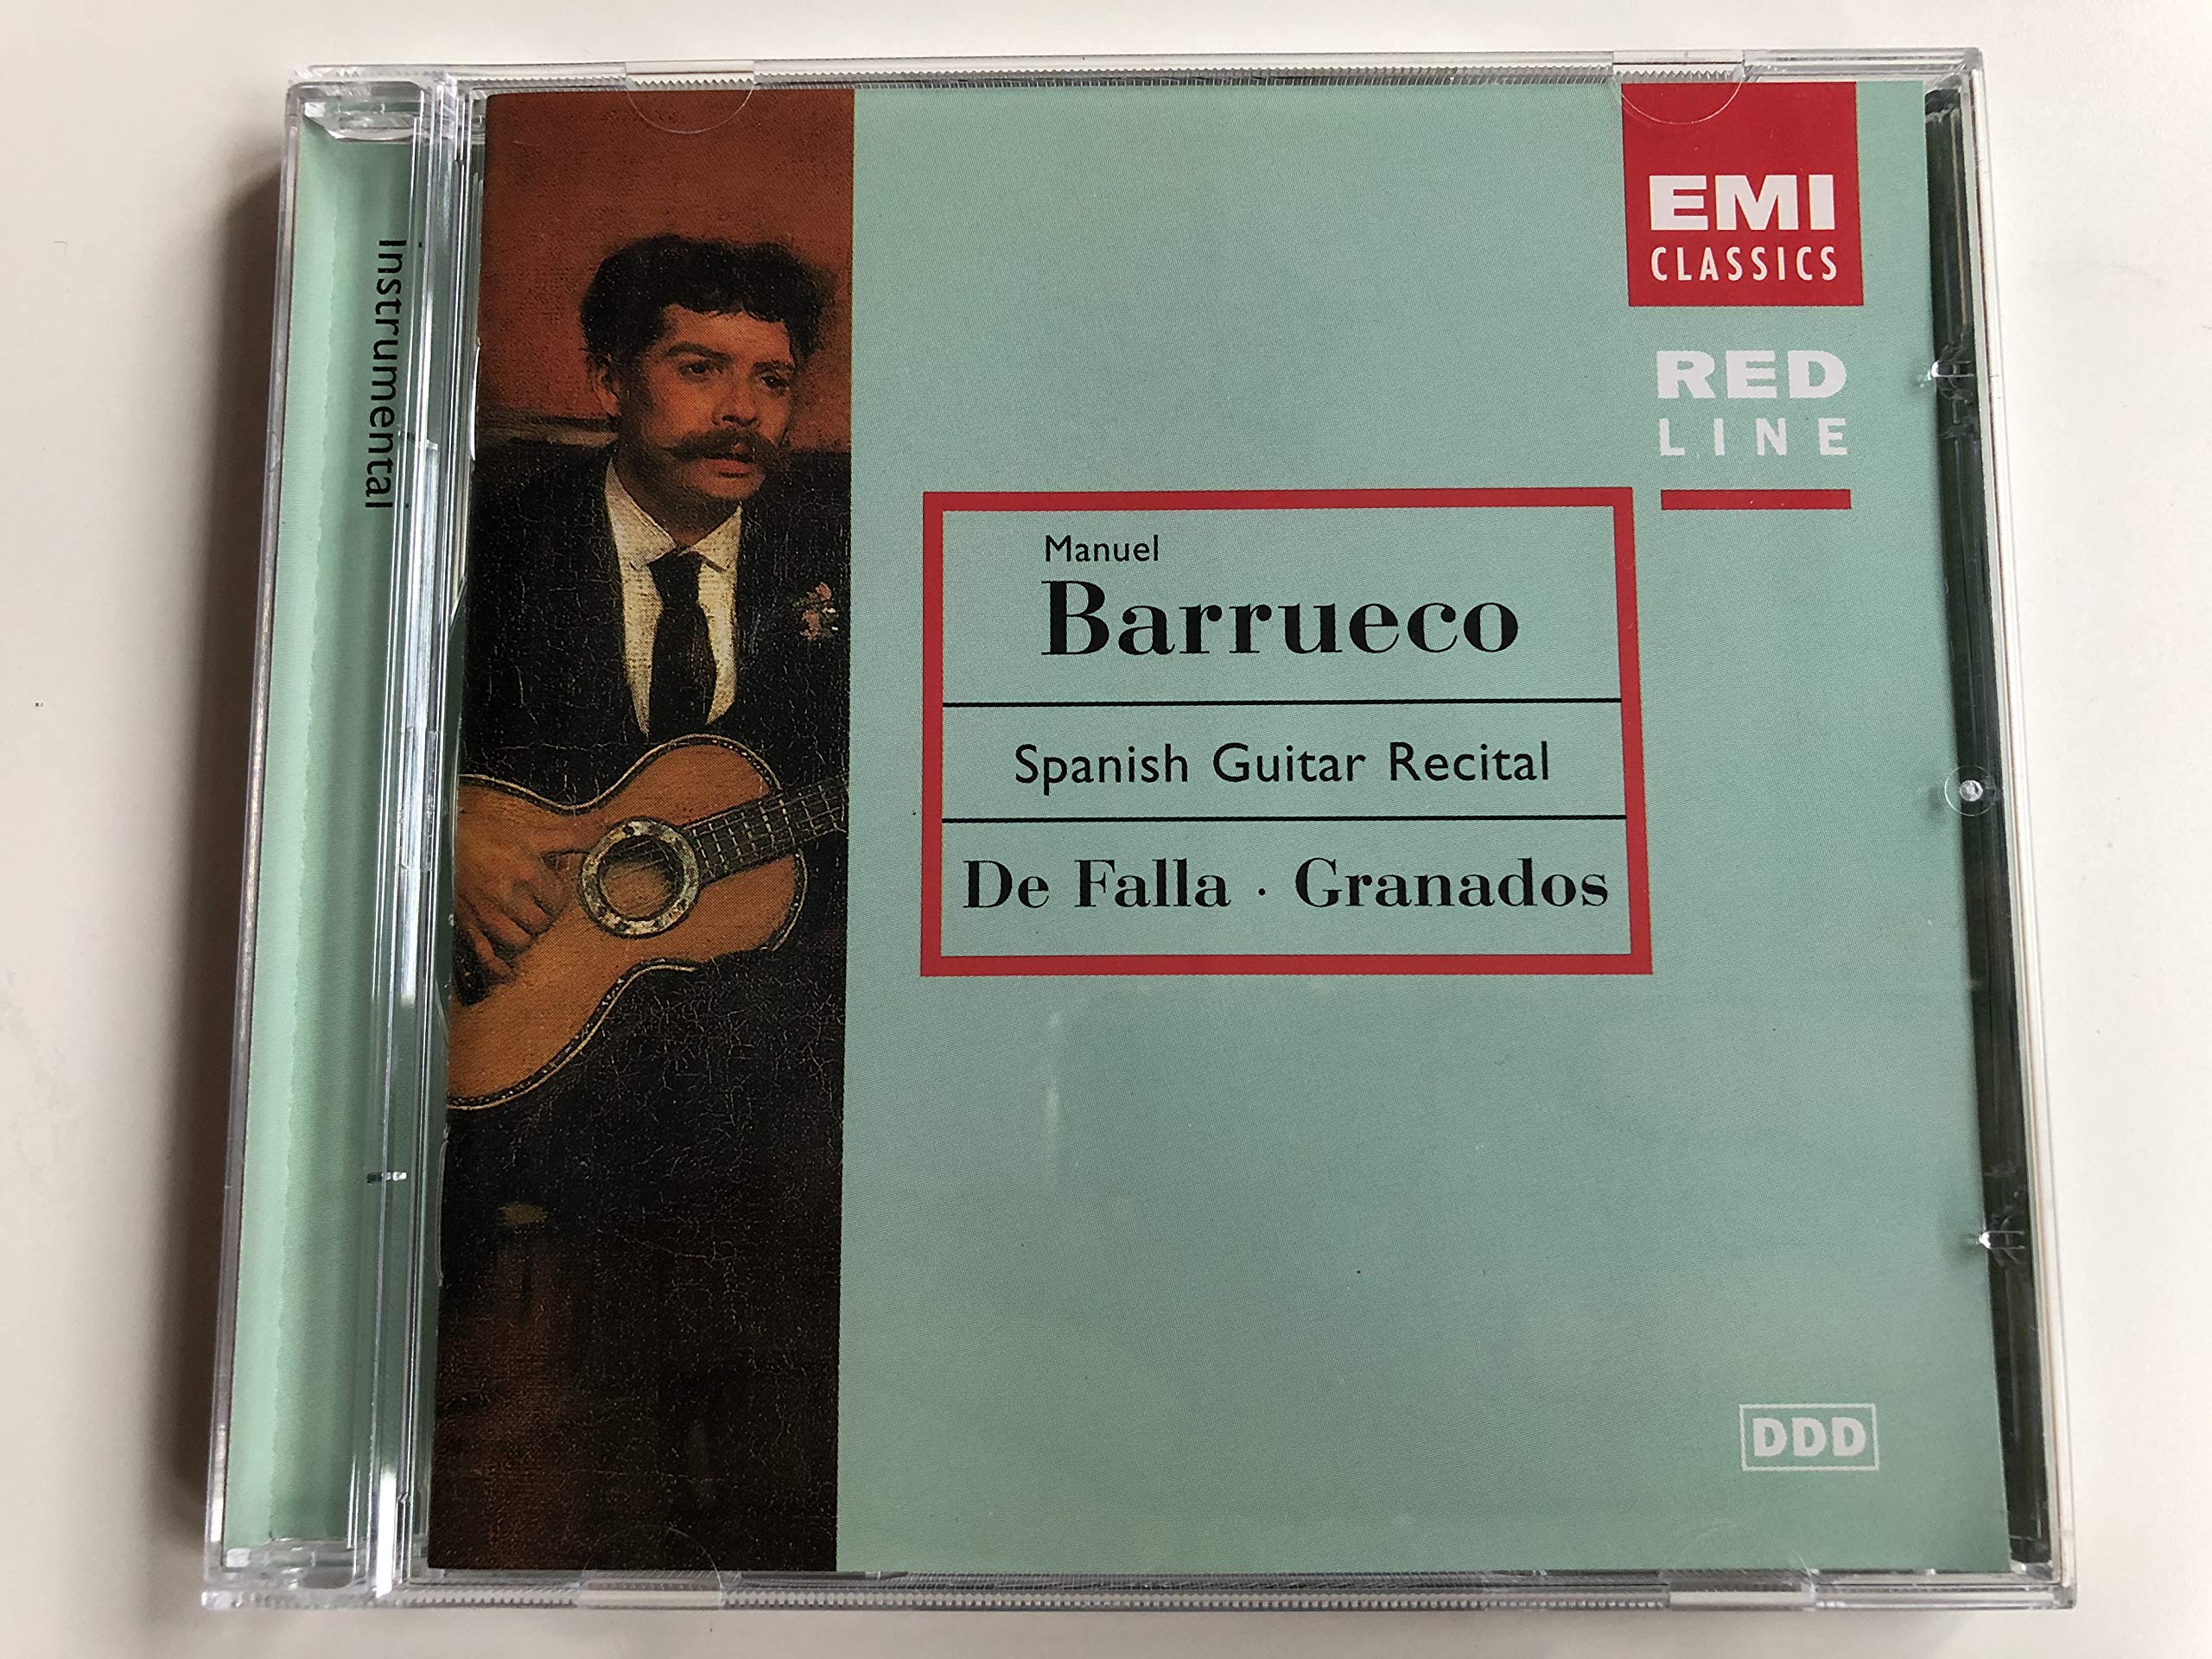 Instrumental
EMI
CLASSICS
RED
LINE
Manuel
Barrueco
Spanish Guitar Recital
De Falla · Granados
DDD